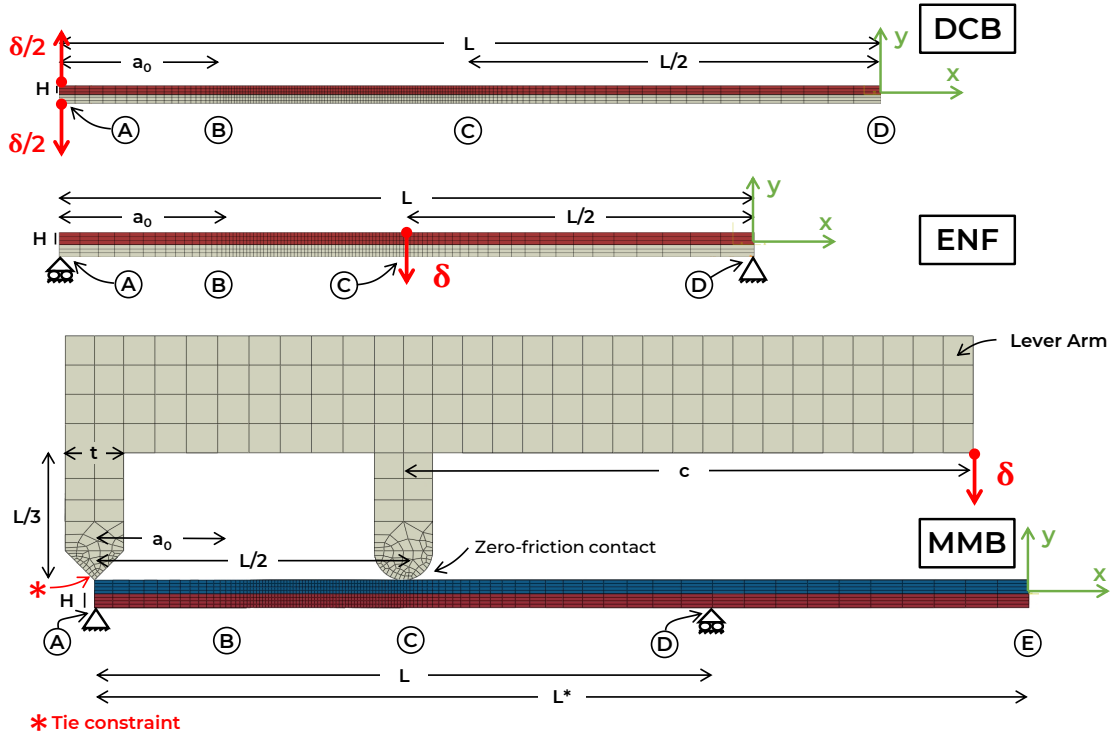 DCB
δ/2
L
y
a₀
L/2
H
x
δ/2
A
B
C
D
L
y
a₀
L/2
x
H
ENF
A
B
C
δ
D
Lever Arm
t
c
δ
L/3
a₀
L/2
Zero-friction contact
MMB
y
x
*
H
A
B
C
D
E
L
L*
* Tie constraint